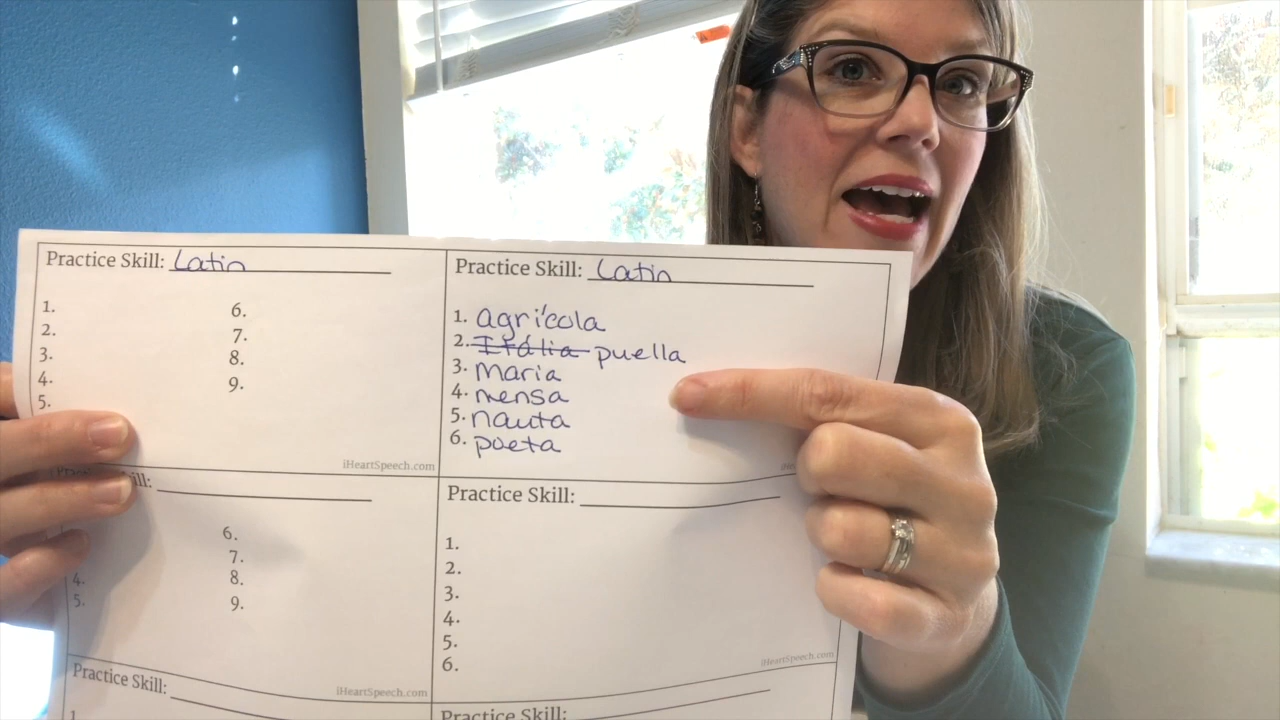 Practice Skill: Latin
1.
2.
3.
4.
5.
6.
7.
8.
9.
iHeartSpeech.com
Practice Skill: Latin
1. agrícola
2. Itália puella
3. maria
4. mensa
5. nauta
6. poeta
iHe
Practice Skill:
4.
5.
6.
7.
8.
9.
iHeartSpeech.com
Practice Skill:
1.
2.
3.
4.
5.
6.
iHeartSpeech.com
Practice Skill:
1.
Practice Skill: